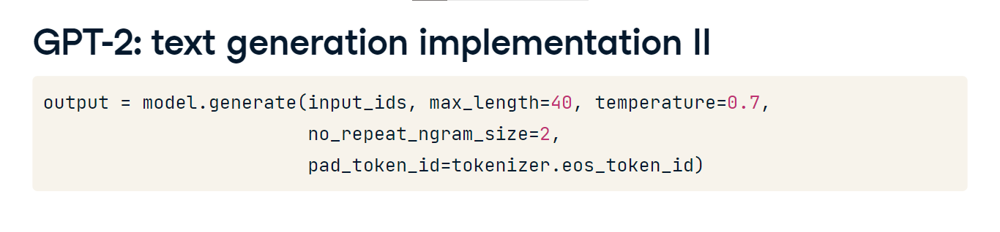 GPT-2: text generation implementation II
output = model.generate(input_ids, max_length=40, temperature=0.7,
no_repeat_ngram_size=2,
pad_token_id=tokenizer.eos_token_id)